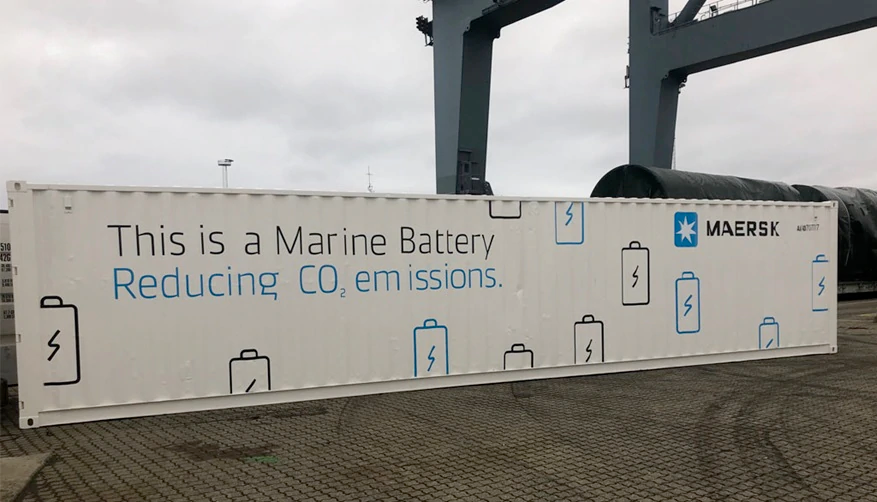 This is a Marine Battery
Reducing CO₂ emissions.
MAERSK